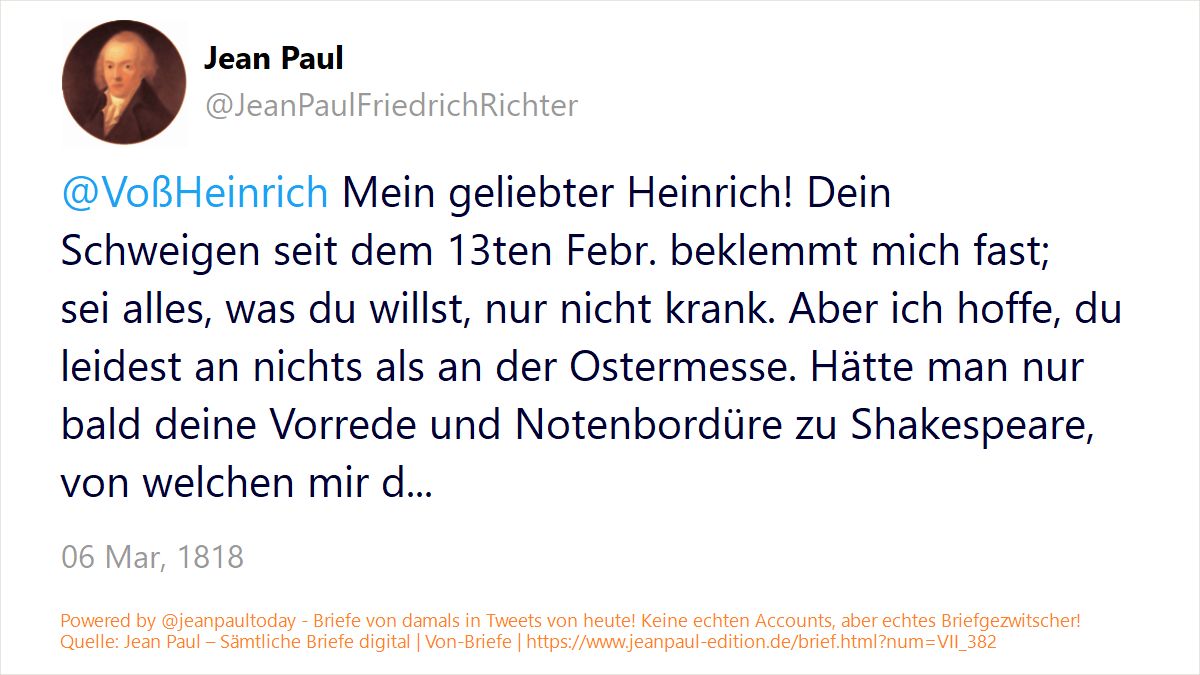 Jean Paul
@JeanPaulFriedrichRichter
@VoßHeinrich Mein geliebter Heinrich! Dein
Schweigen seit dem 13ten Febr. beklemmt mich fast;
sei alles, was du willst, nur nicht krank. Aber ich hoffe, du
leidest an nichts als an der Ostermesse. Hätte man nur
bald deine Vorrede und Notenbordüre zu Shakespeare,
von welchen mir d...
06 Mar, 1818
Powered by @jeanpaultoday - Briefe von damals in Tweets von heute! Keine echten Accounts, aber echtes Briefgezwitscher!
Quelle: Jean Paul – Sämtliche Briefe digital | Von-Briefe | https://www.jeanpaul-edition.de/brief.html?num=VII_382